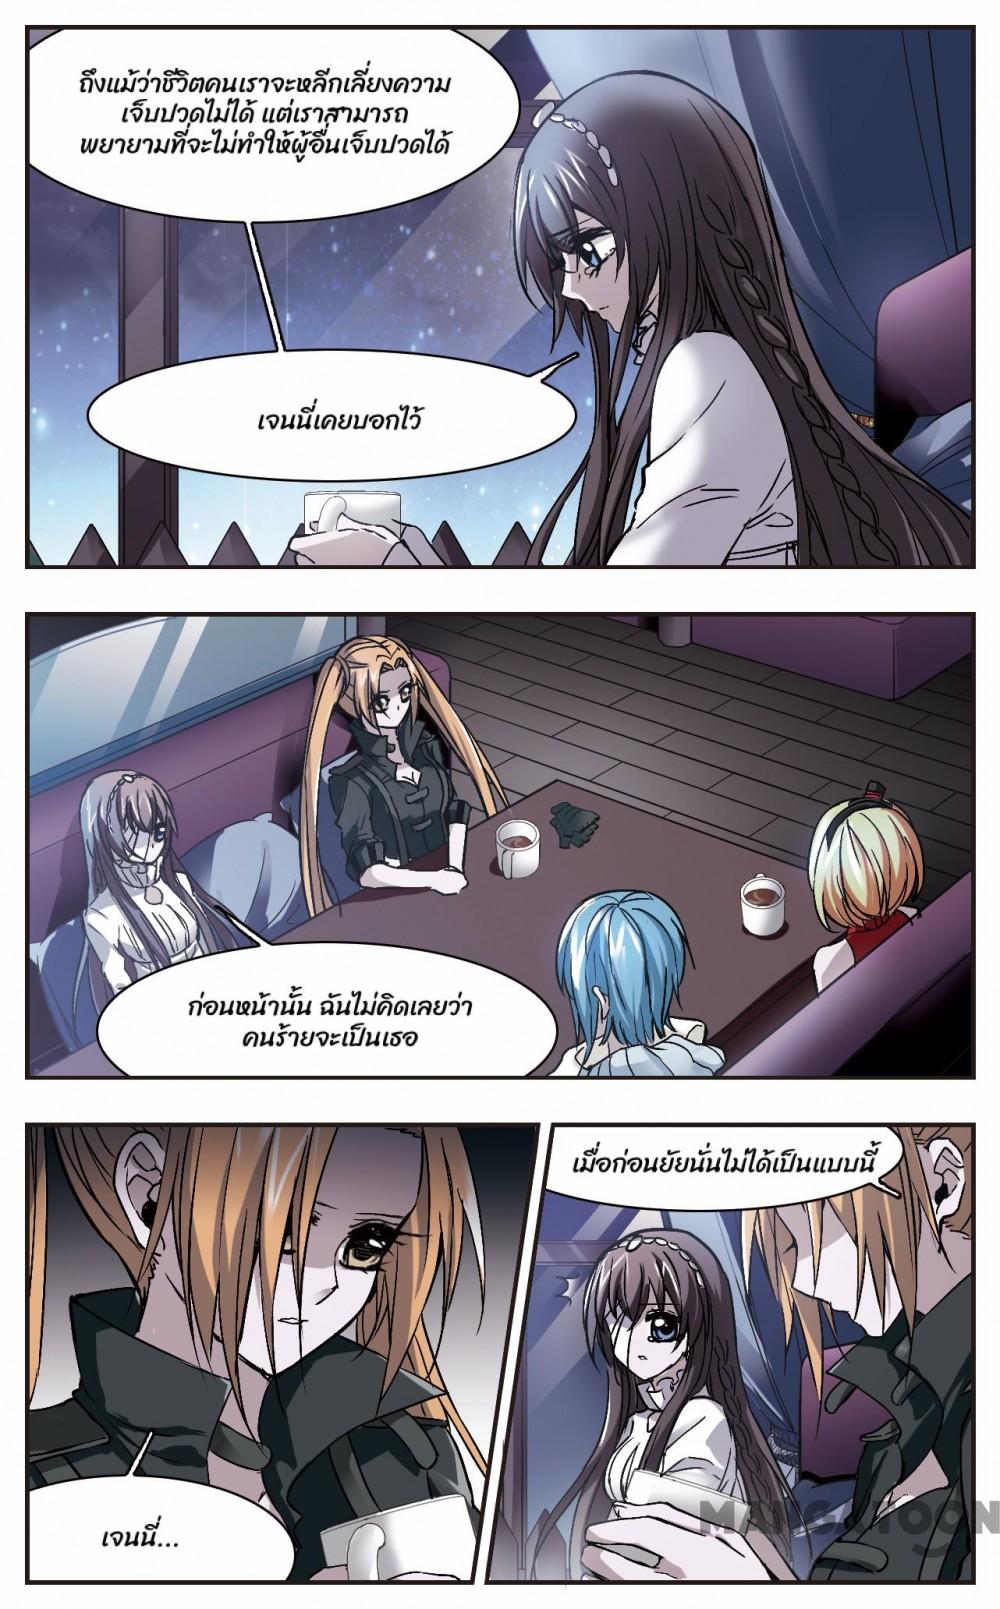 ถึงแม้ว่าชีวิตคนเราจะหลีกเลี่ยงความ
เจ็บปวดไม่ได้ แต่เราสามารถ
พยายามที่จะไม่ทำให้ผู้อื่นเจ็บปวดได้
เจนนี่เคยบอกไว้
ก่อนหน้านั้น ฉันไม่คิดเลยว่า
คนร้ายจะเป็นเธอ
เมื่อก่อนยัยนั่นไม่ได้เป็นแบบนี้
เจนนี่...
MANGATOON